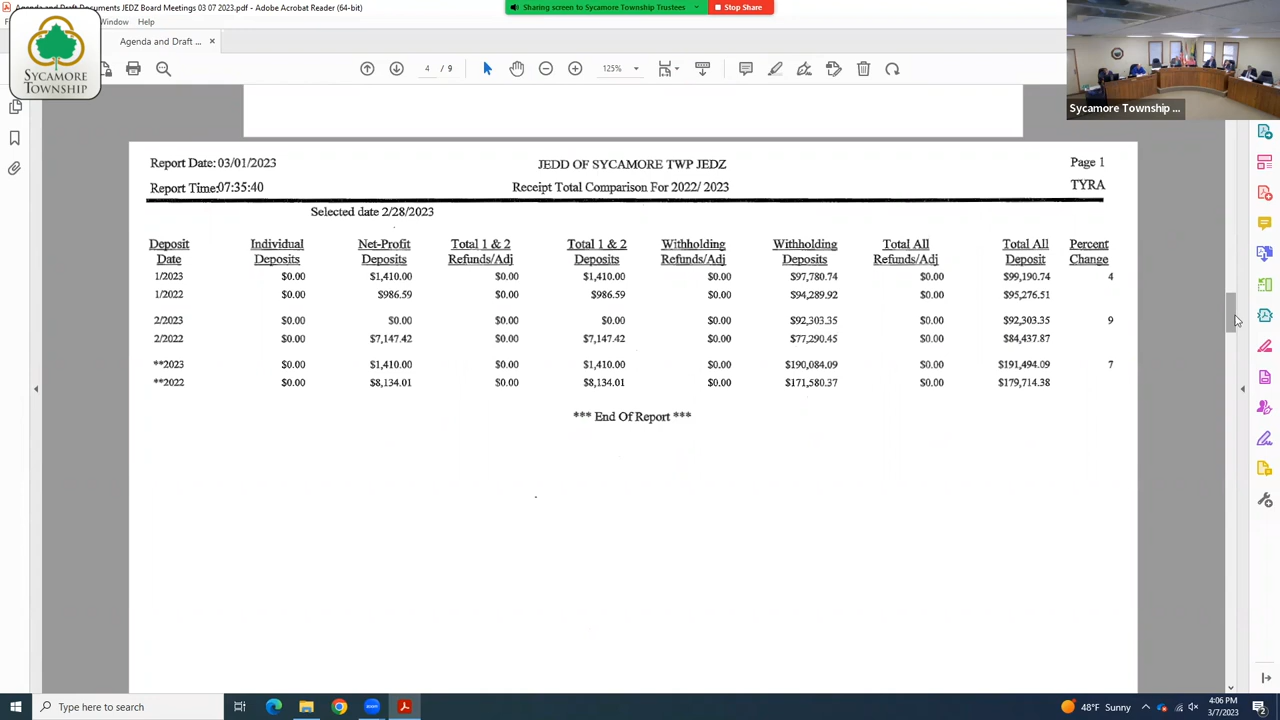 Agenda and Draft Documents JEDZ Board Meetings 03 07 2023.pdf - Adobe Acrobat Reader (64-bit)
Sharing screen to Sycamore Township Trustees
Stop Share
Window Help
SYCAMORE
TOWNSHIP
Agenda and Draft ... ×
4 / 9
125%
Sycamore Township ...
Report Date: 03/01/2023 JEDD OF SYCAMORE TWP JEDZ Page 1
Report Time:07:35:40 Receipt Total Comparison For 2022/ 2023 TYRA
Selected date 2/28/2023
Deposit Individual Net-Profit Total 1 & 2 Total 1 & 2 Withholding Withholding Total All Total All Percent
Date Deposits Deposits Refunds/Adj Deposits Refunds/Adj Deposits Refunds/Adj Deposit Change
1/2023 $0.00 $1,410.00 $0.00 $1,410.00 $0.00 $97,780.74 $0.00 $99,190.74 4
1/2022 $0.00 $986.59 $0.00 $986.59 $0.00 $94,289.92 $0.00 $95,276.51
2/2023 $0.00 $0.00 $0.00 $0.00 $0.00 $92,303.35 $0.00 $92,303.35 9
2/2022 $0.00 $7,147.42 $0.00 $7,147.42 $0.00 $77,290.45 $0.00 $84,437.87
**2023 $0.00 $1,410.00 $0.00 $1,410.00 $0.00 $190,084.09 $0.00 $191,494.09 7
**2022 $0.00 $8,134.01 $0.00 $8,134.01 $0.00 $171,580.37 $0.00 $179,714.38
*** End Of Report ***
Type here to search
48°F Sunny
4:06 PM
3/7/2023
2